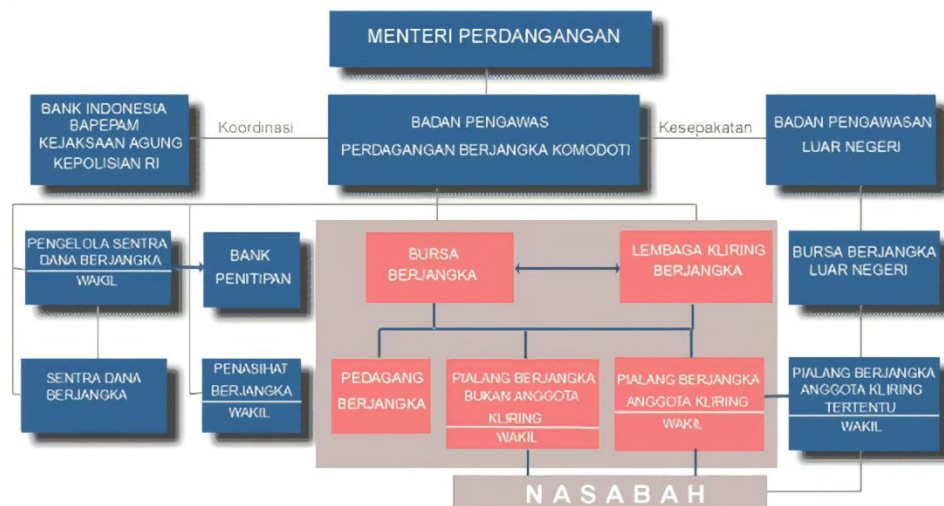 MENTERI PERDANGANGAN
BANK INDONESIA
BAPEPAM
KEJAKSAAN AGUNG
KEPOLISIAN RI
Koordinasi
BADAN PENGAWAS
PERDAGANGAN BERJANGKA KOMODOTI
Kesepakatan
BADAN PENGAWASAN
LUAR NEGERI
PENGELOLA SENTRA
DANA BERJANGKA
WAKIL
BANK
PENITIPAN
BURSA
BERJANGKA
LEMBAGA KLIRING
BERJANGKA
BURSA BERJANGKA
LUAR NEGERI
SENTRA DANA
BERJANGKA
PENASIHAT
BERJANGKA
WAKIL
PEDAGANG
BERJANGKA
PIALANG BERJANGKA
BUKAN ANGGOTA
KLIRING
WAKIL
PIALANG BERJANGKA
ANGGOTA KLIRING
WAKIL
PIALANG BERJANGKA
ANGGOTA KLIRING
TERTENTU
WAKIL
NASABAH